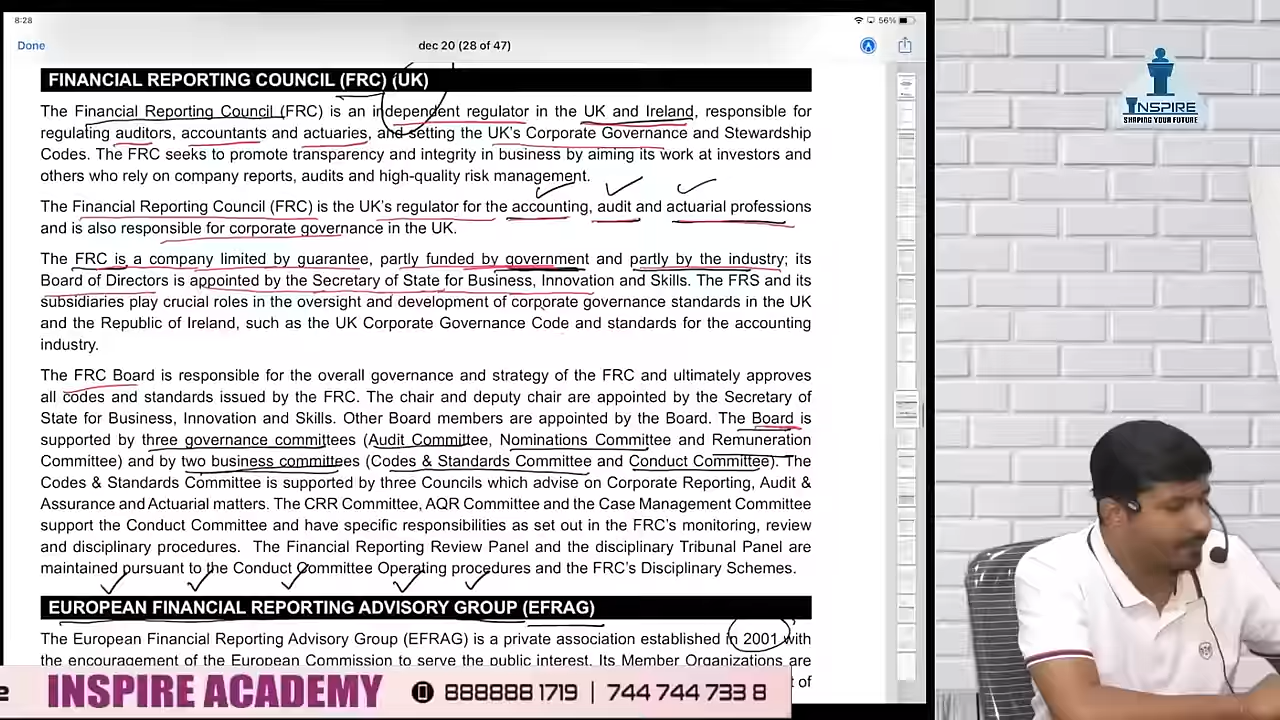 8:28
56%
Done
dec 20 (28 of 47)
INSPIRE
SHAPING YOUR FUTURE
FINANCIAL REPORTING COUNCIL (FRC) (UK)
The Financial Reporting Council (FRC) is an independent regulator in the UK and Ireland, responsible for
regulating auditors, accountants and actuaries, and setting the UK's Corporate Governance and Stewardship
Codes. The FRC seeks to promote transparency and integrity in business by aiming its work at investors and
others who rely on company reports, audits and high-quality risk management.
The Financial Reporting Council (FRC) is the UK's regulator for the accounting, audit and actuarial professions
and is also responsible for corporate governance in the UK.
The FRC is a company limited by guarantee, partly funded by government and partly by the industry; its
Board of Directors is appointed by the Secretary of State for Business, Innovation and Skills. The FRS and its
subsidiaries play crucial roles in the oversight and development of corporate governance standards in the UK
and the Republic of Ireland, such as the UK Corporate Governance Code and standards for the accounting
industry.
The FRC Board is responsible for the overall governance and strategy of the FRC and ultimately approves
all codes and standards issued by the FRC. The chair and deputy chair are appointed by the Secretary of
State for Business, Innovation and Skills. Other Board members are appointed by the Board. The Board is
supported by three governance committees (Audit Committee, Nominations Committee and Remuneration
Committee) and by two business committees (Codes & Standards Committee and Conduct Committee). The
Codes & Standards Committee is supported by three Councils which advise on Corporate Reporting, Audit &
Assurance and Actuarial matters. The CRR Committee, AQR Committee and the Case Management Committee
support the Conduct Committee and have specific responsibilities as set out in the FRC's monitoring, review
and disciplinary procedures. The Financial Reporting Review Panel and the disciplinary Tribunal Panel are
maintained pursuant to the Conduct Committee Operating procedures and the FRC's Disciplinary Schemes.
EUROPEAN FINANCIAL REPORTING ADVISORY GROUP (EFRAG)
The European Financial Reporting Advisory Group (EFRAG) is a private association established in 2001 with
the encouragement of the European Commission to serve the public interest. Its Member Organizations are
t of
e INSPIRE ACADEMY 888888 1719 | 744 744 733 8